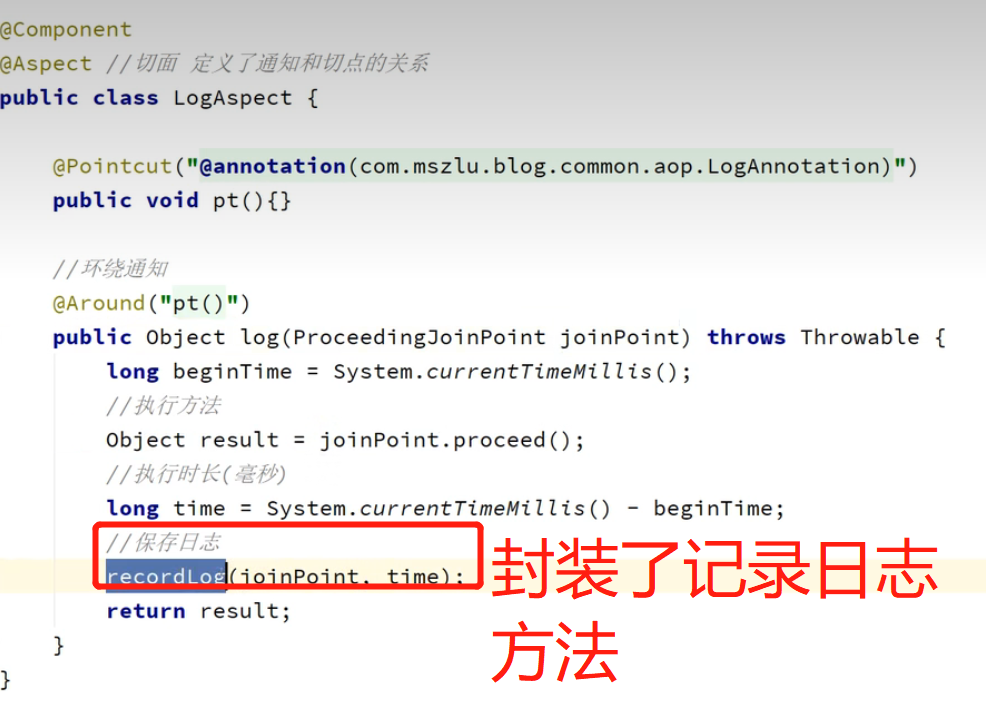 @Component
@Aspect //切面 定义了通知和切点的关系
public class LogAspect {
@Pointcut("@annotation(com.mszlu.blog.common.aop.LogAnnotation)")
public void pt(){}
//环绕通知
@Around("pt()")
public Object log(ProceedingJoinPoint joinPoint) throws Throwable {
long beginTime = System.currentTimeMillis();
//执行方法
Object result = joinPoint.proceed();
//执行时长(毫秒)
long time = System.currentTimeMillis() - beginTime;
//保存日志
recordLog(joinPoint, time);
return result;
}
}
封装了记录日志
方法